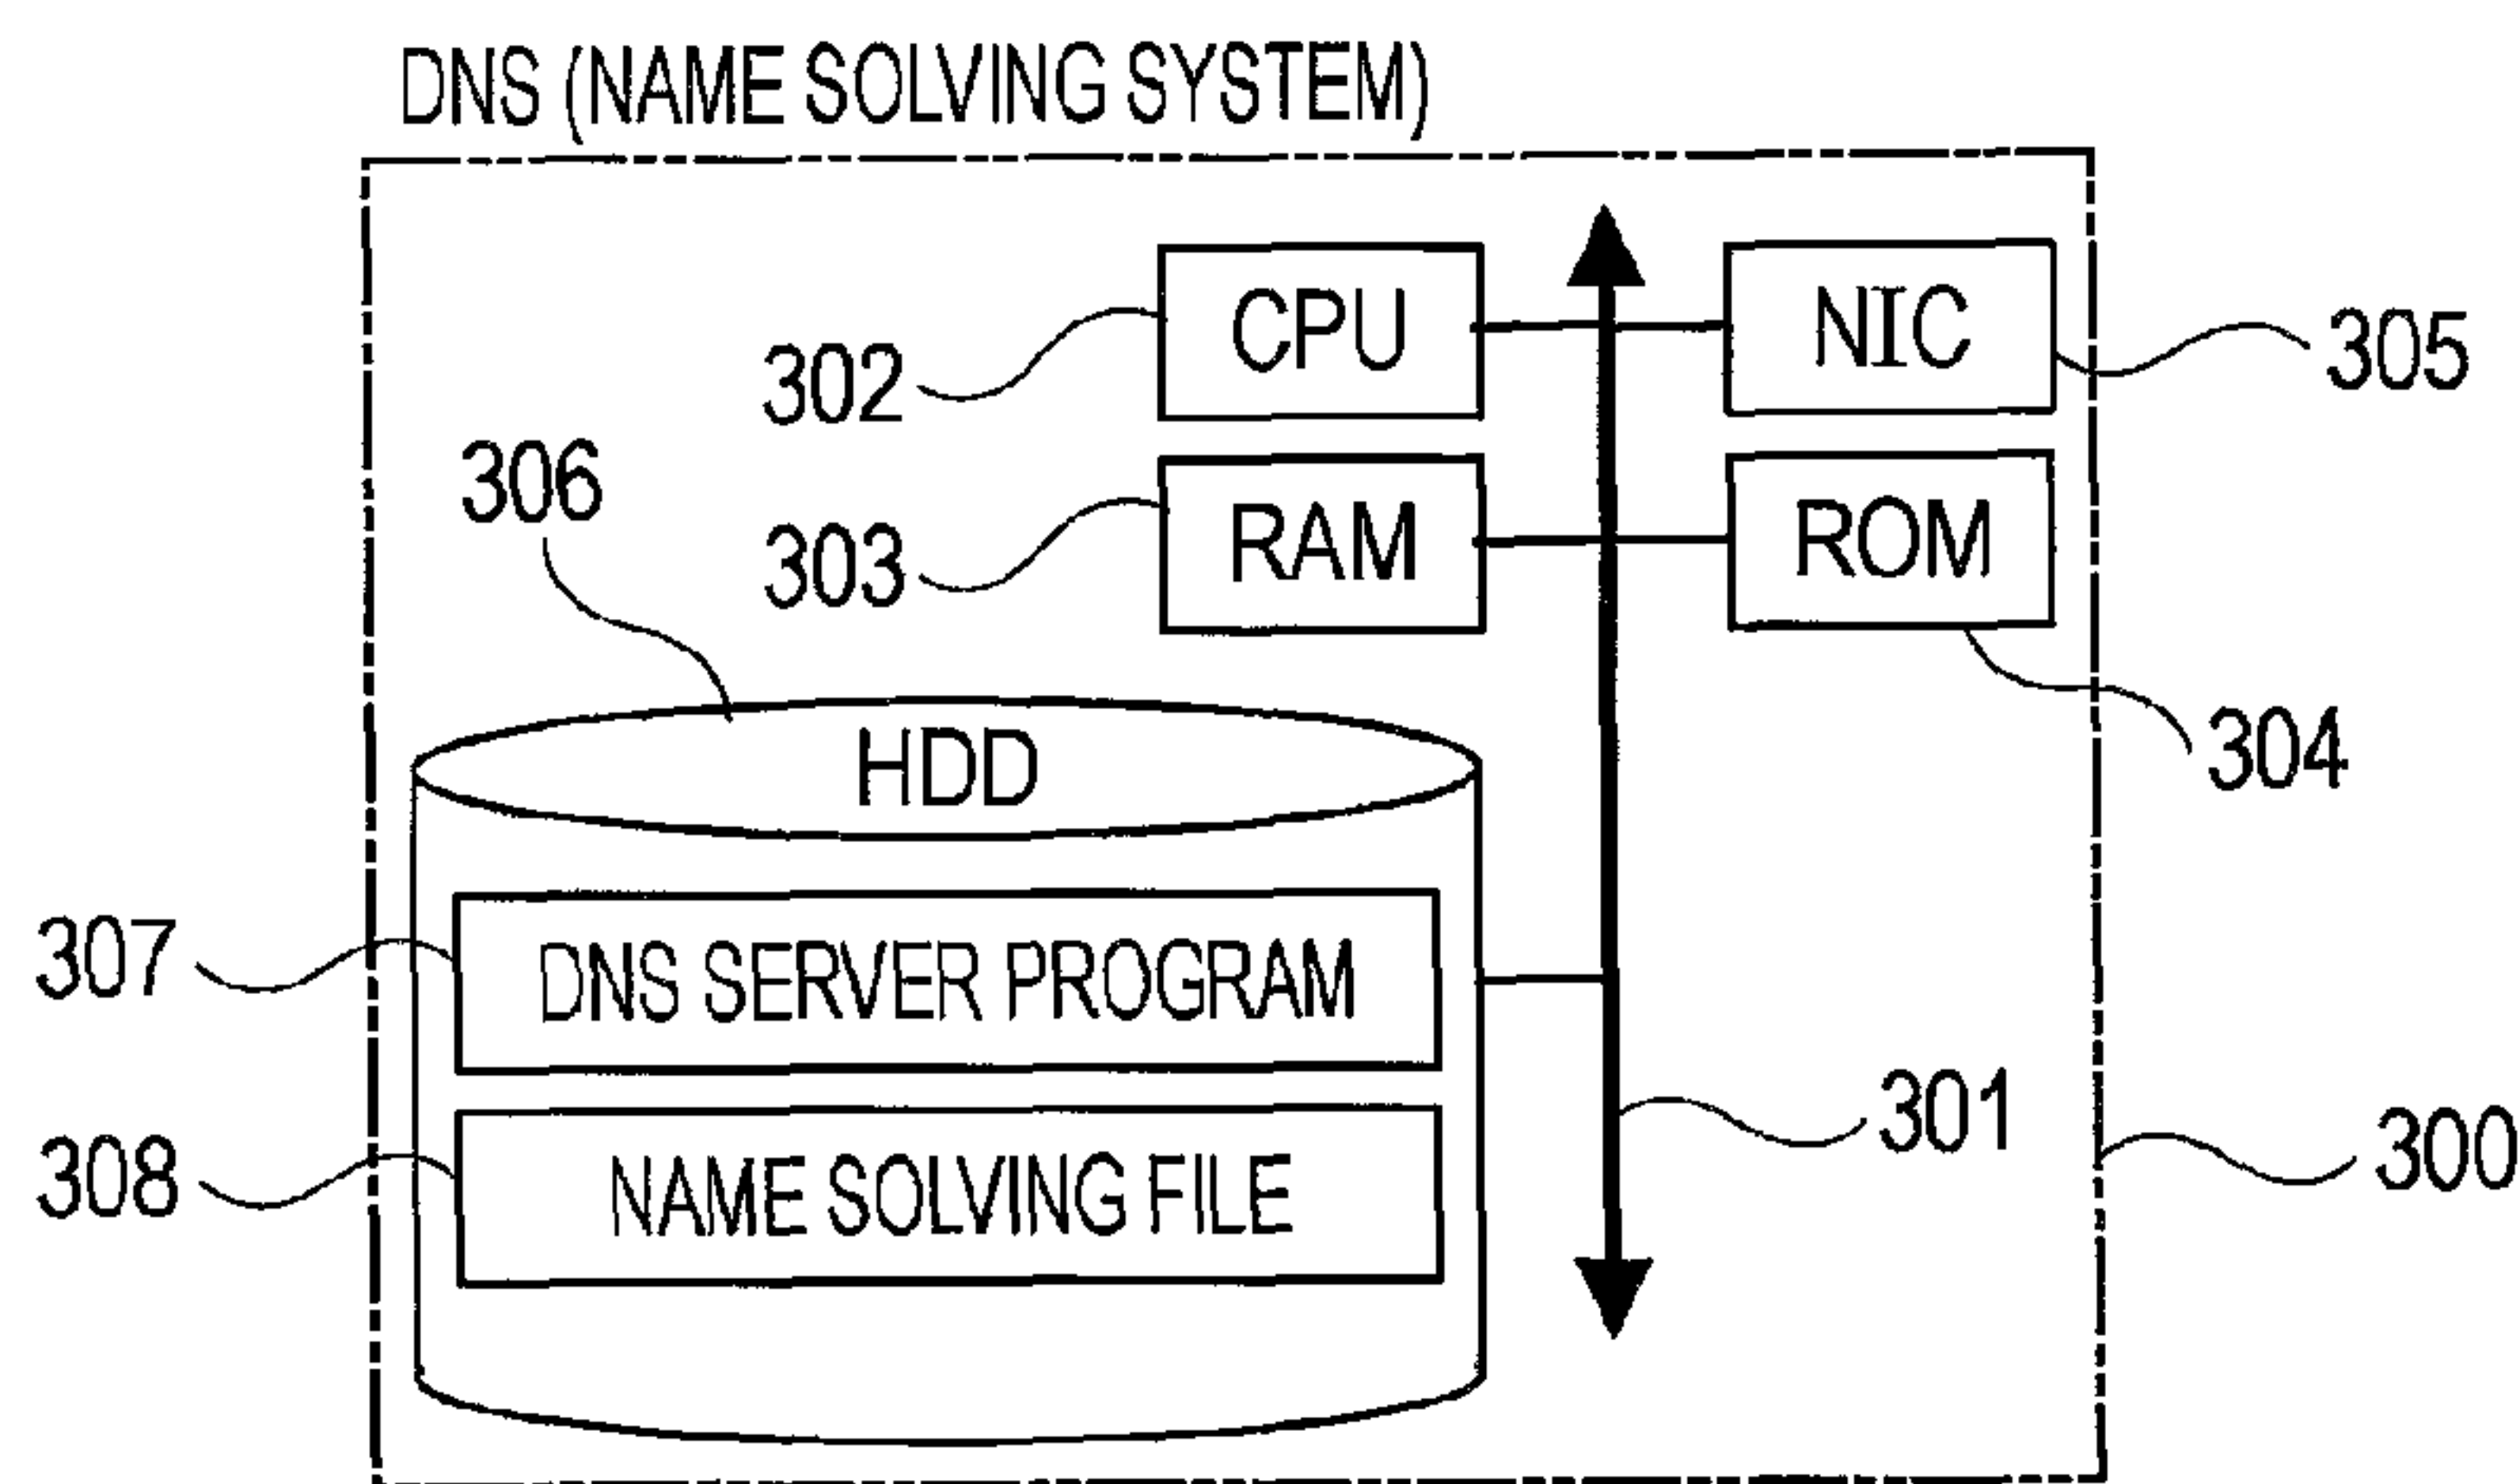 DNS (NAME SOLVING SYSTEM)
CPU
NIC
302
305
306
303
RAM
ROM
304
HDD
307
DNS SERVER PROGRAM
301
300
308
NAME SOLVING FILE